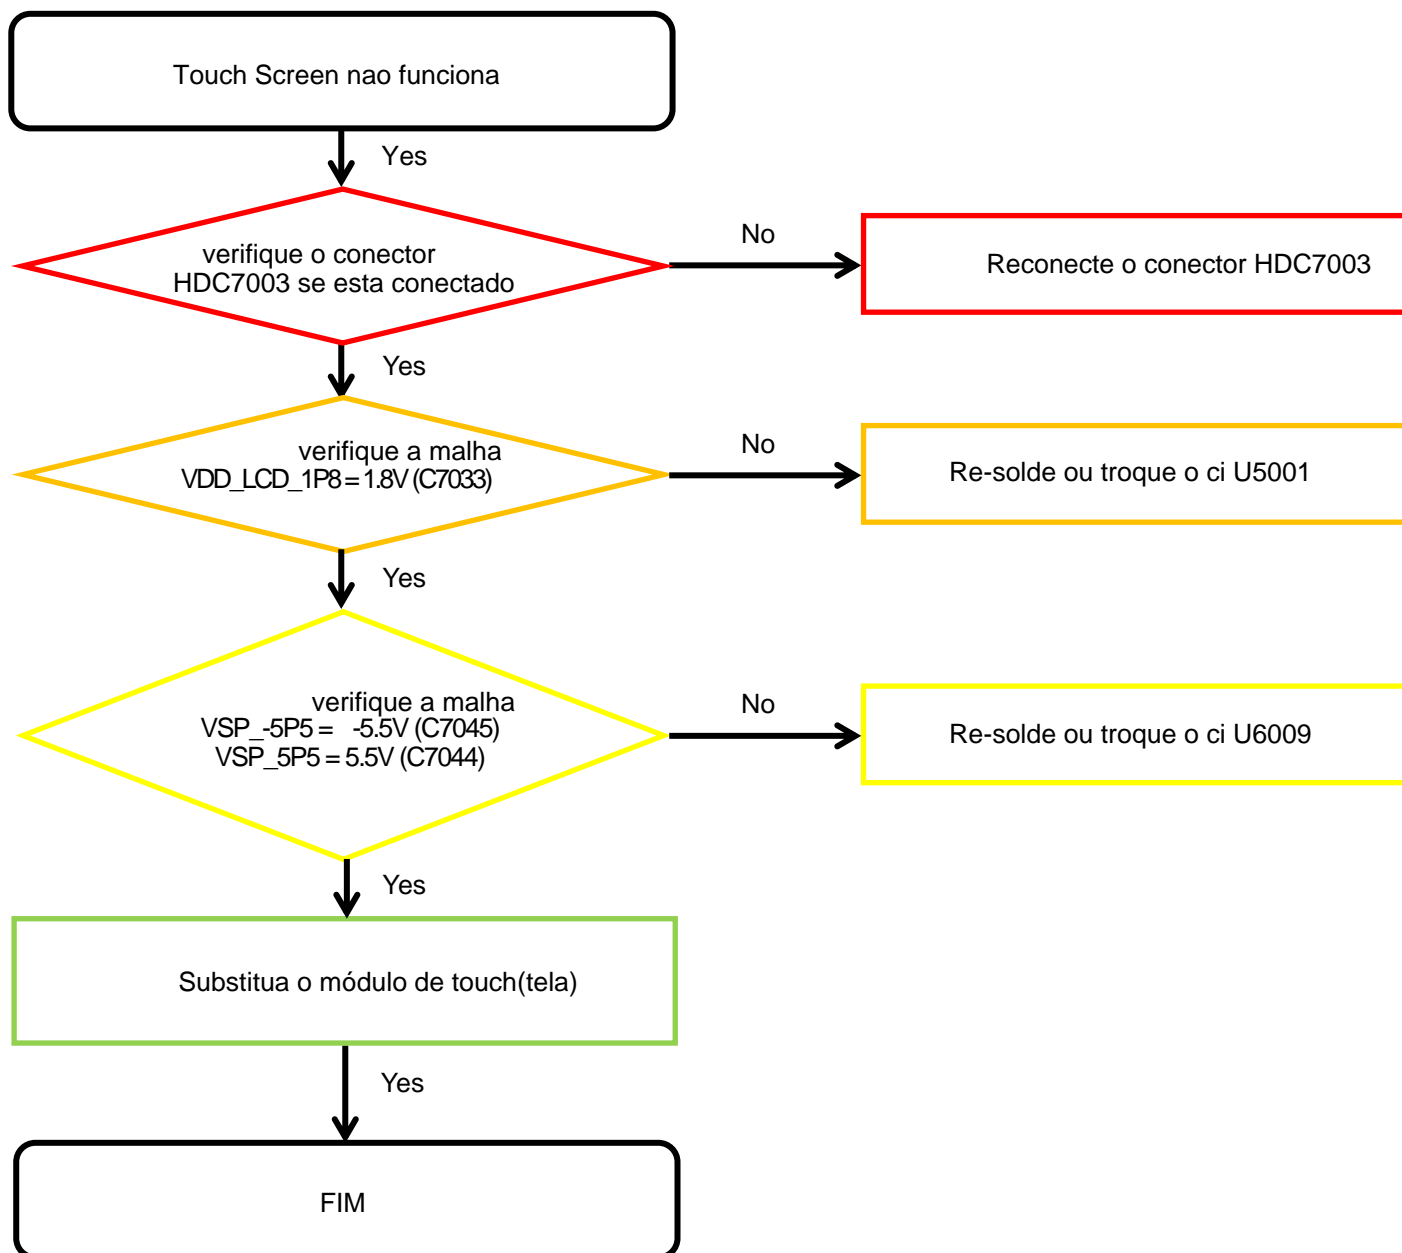 Touch Screen nao funciona
Yes
verifique o conector
HDC7003 se esta conectado
No
Reconecte o conector HDC7003
Yes
verifique a malha
VDD_LCD_1P8 = 1.8V (C7033)
No
Re-solde ou troque o ci U5001
Yes
verifique a malha
VSP_-5P5 = -5.5V (C7045)
VSP_5P5 = 5.5V (C7044)
No
Re-solde ou troque o ci U6009
Yes
Substitua o módulo de touch(tela)
Yes
FIM